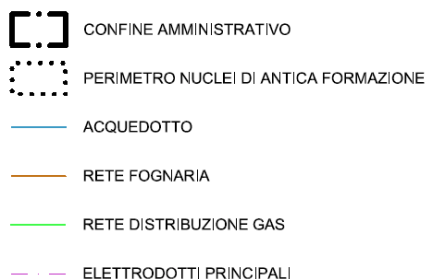 CONFINE AMMINISTRATIVO
PERIMETRO NUCLEI DI ANTICA FORMAZIONE
ACQUEDOTTO
RETE FOGNARIA
RETE DISTRIBUZIONE GAS
ELETTRODOTTI PRINCIPALI